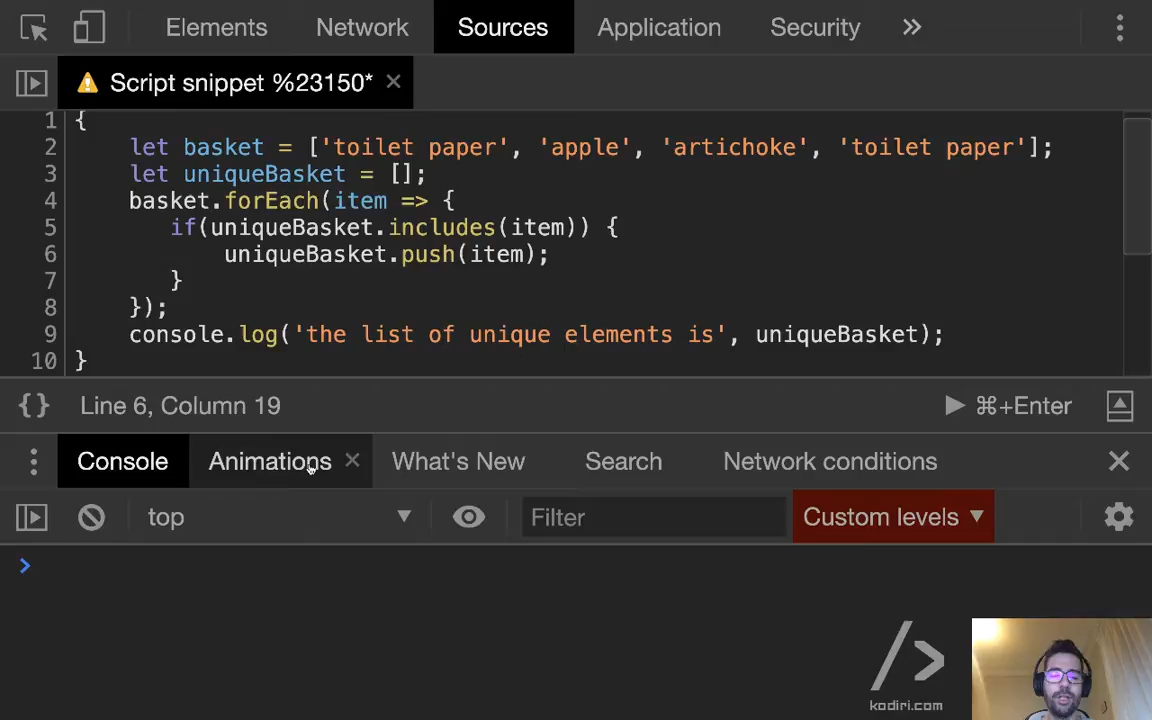 Elements Network Sources Application Security »
Script snippet %23150* ×
1 {
2 let basket = ['toilet paper', 'apple', 'artichoke', 'toilet paper'];
3 let uniqueBasket = [];
4 basket.forEach(item => {
5 if(uniqueBasket.includes(item)) {
6 uniqueBasket.push(item);
7 }
8 });
9 console.log('the list of unique elements is', uniqueBasket);
10 }
{} Line 6, Column 19 ▶ ⌘+Enter
Console Animations × What's New Search Network conditions ×
top ▼ Filter Custom levels ▼
>
/>
kodiri.com